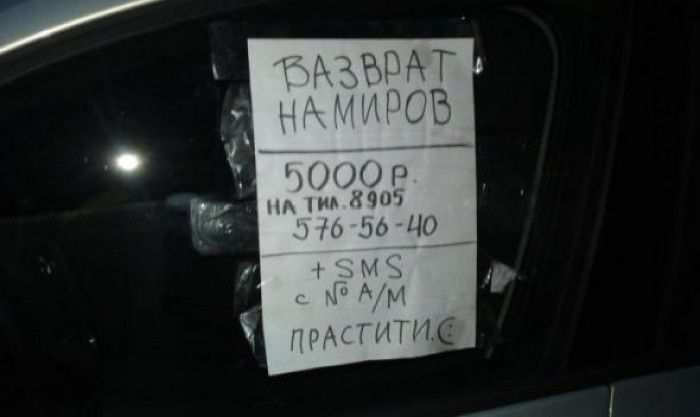 ВАЗВРАТ
НАМИРОВ
5000 Р.
НА ТИЛ. 8905
576-56-40
+ SMS
с № А/М
ПРАСТИТИ. (: